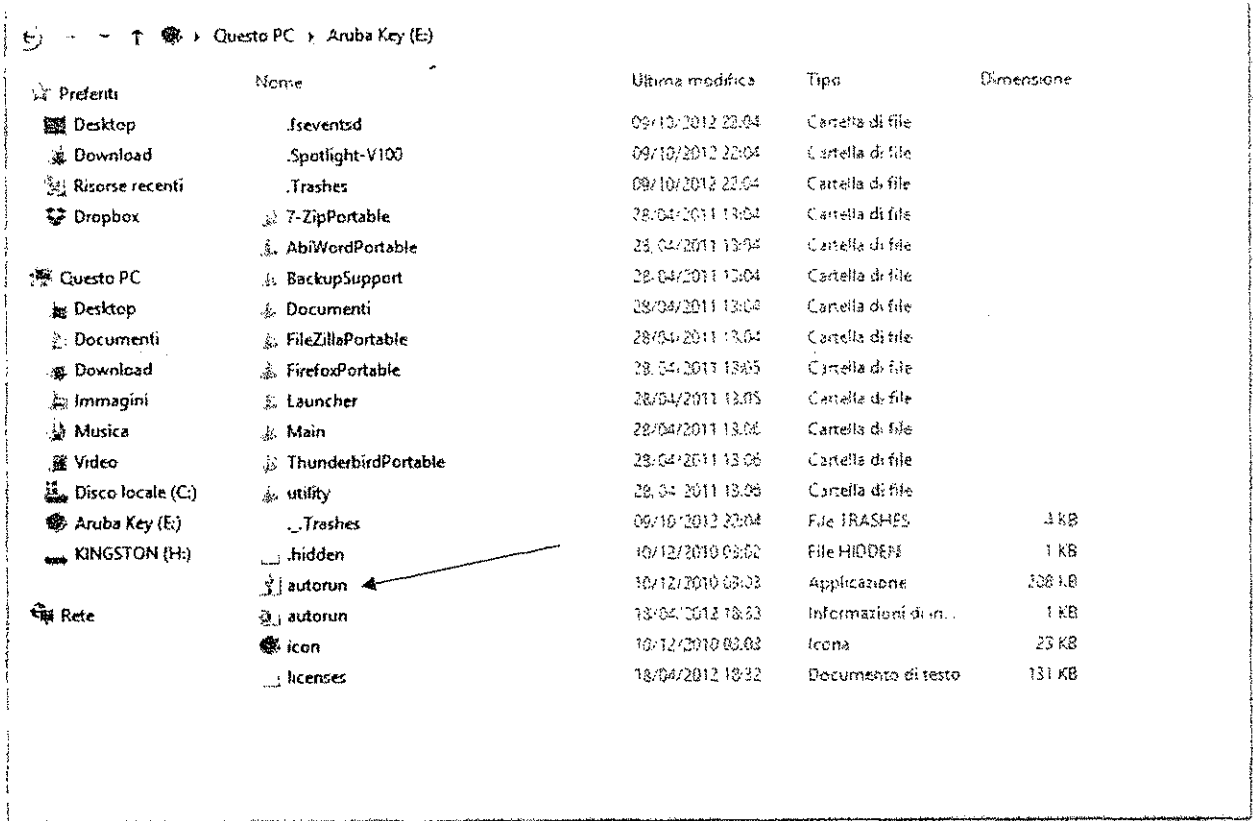 Questo PC › Aruba Key (E:)
Nome Ultima modifica Tipo Dimensione
Preferiti
Desktop .fseventsd 09/10/2012 22:04 Cartella di file
Download .Spotlight-V100 09/10/2012 22:04 Cartella di file
Risorse recenti .Trashes 09/10/2012 22:04 Cartella di file
Dropbox 7-ZipPortable 28/04/2011 13:04 Cartella di file
AbiWordPortable 28/04/2011 13:04 Cartella di file
Questo PC BackupSupport 28/04/2011 13:04 Cartella di file
Desktop Documenti 28/04/2011 13:04 Cartella di file
Documenti FileZillaPortable 28/04/2011 13:04 Cartella di file
Download FirefoxPortable 28/04/2011 13:05 Cartella di file
Immagini Launcher 28/04/2011 13:05 Cartella di file
Musica Main 28/04/2011 13:06 Cartella di file
Video ThunderbirdPortable 28/04/2011 13:06 Cartella di file
Disco locale (C:) utility 28/04/2011 13:06 Cartella di file
Aruba Key (E:) ._.Trashes 09/10/2012 22:04 File TRASHES 4 KB
KINGSTON (H:) .hidden 10/12/2010 File HIDDEN 1 KB
autorun 10/12/2010 Applicazione KB
Rete autorun 18/04/2012 Informazioni di in... 1 KB
icon 10/12/2010 Icona 23 KB
licenses 18/04/2012 18:32 Documento di testo 131 KB